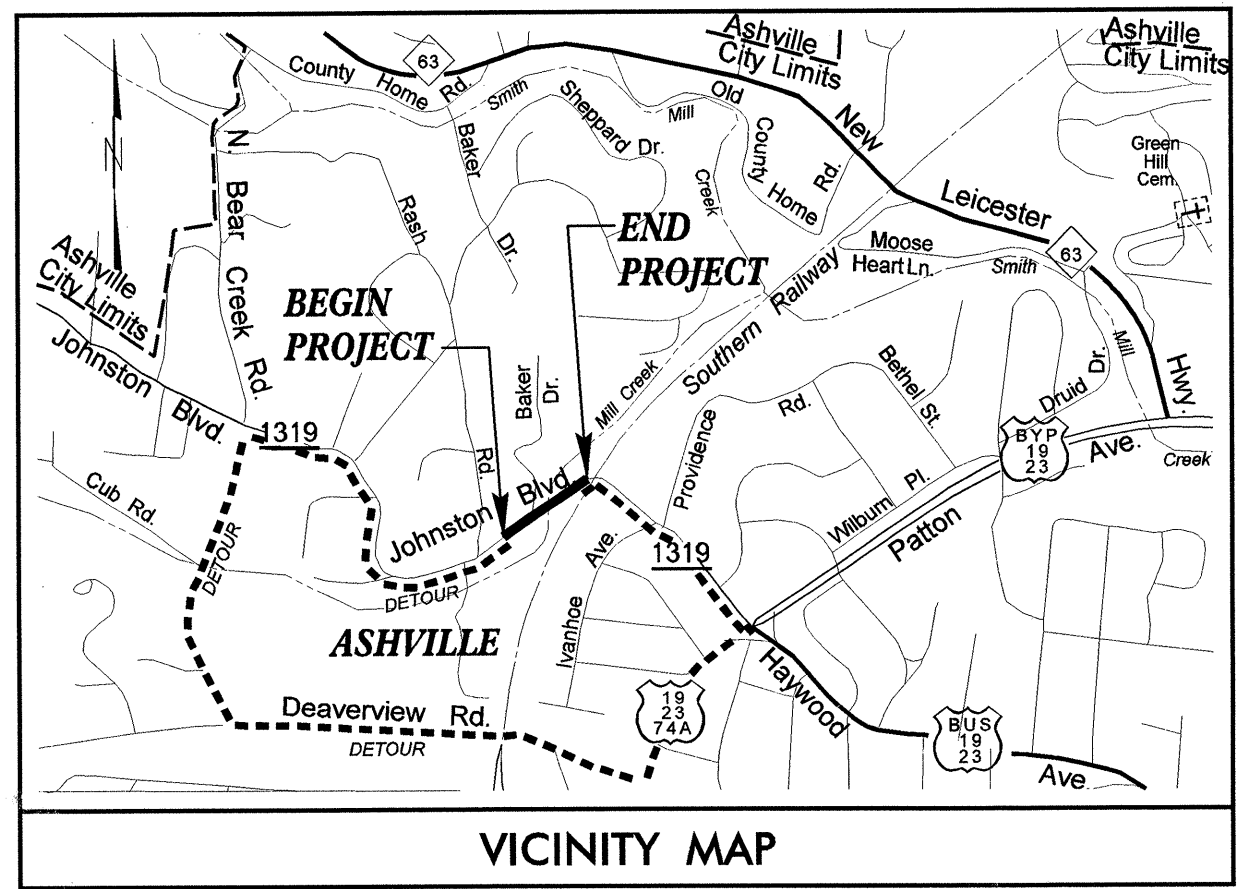 Ashville
City Limits
Ashville
City Limits
63
County Home Rd.
Smith Mill Creek
Old County Home Rd.
New Leicester Hwy.
Sheppard Dr.
Baker Dr.
N. Bear Creek Rd.
Rash Rd.
Green
Hill
Cem.
N
END
PROJECT
Moose
Heart Ln.
63
Smith Mill Creek
Ashville
City Limits
BEGIN
PROJECT
Southern Railway
Johnston Blvd.
Baker
Dr.
Mill Creek
Bethel St.
Druid Dr.
Providence Rd.
1319
BYP
19
23
Patton Ave.
Cub Rd.
Johnston Blvd.
Wilburn Pl.
DETOUR
1319
DETOUR
Ivanhoe Ave.
ASHVILLE
Haywood Ave.
19
23
74A
Deaverview Rd.
DETOUR
BUS
19
23
VICINITY MAP